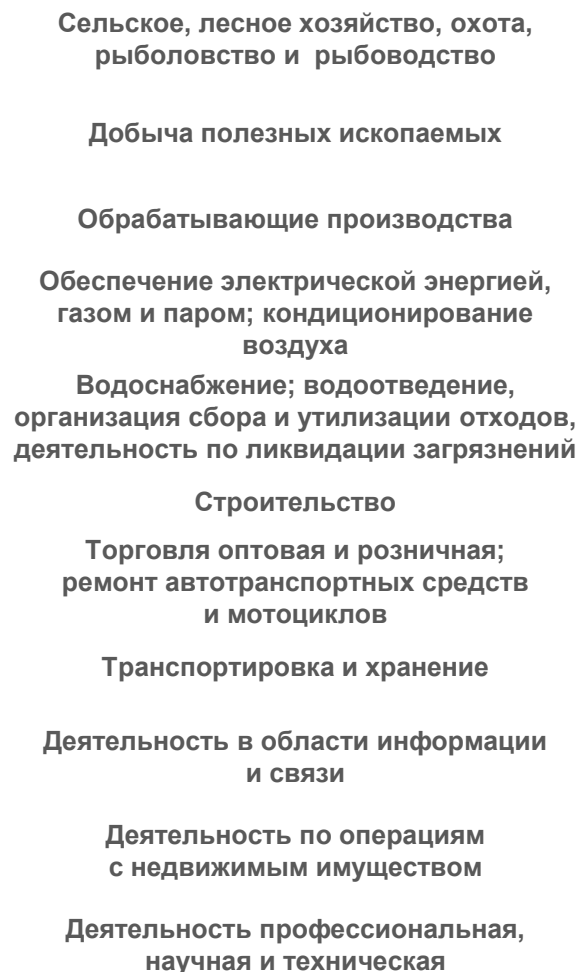 Сельское, лесное хозяйство, охота,
рыболовство и рыбоводство
Добыча полезных ископаемых
Обрабатывающие производства
Обеспечение электрической энергией,
газом и паром; кондиционирование
воздуха
Водоснабжение; водоотведение,
организация сбора и утилизации отходов,
деятельность по ликвидации загрязнений
Строительство
Торговля оптовая и розничная;
ремонт автотранспортных средств
и мотоциклов
Транспортировка и хранение
Деятельность в области информации
и связи
Деятельность по операциям
с недвижимым имуществом
Деятельность профессиональная,
научная и техническая